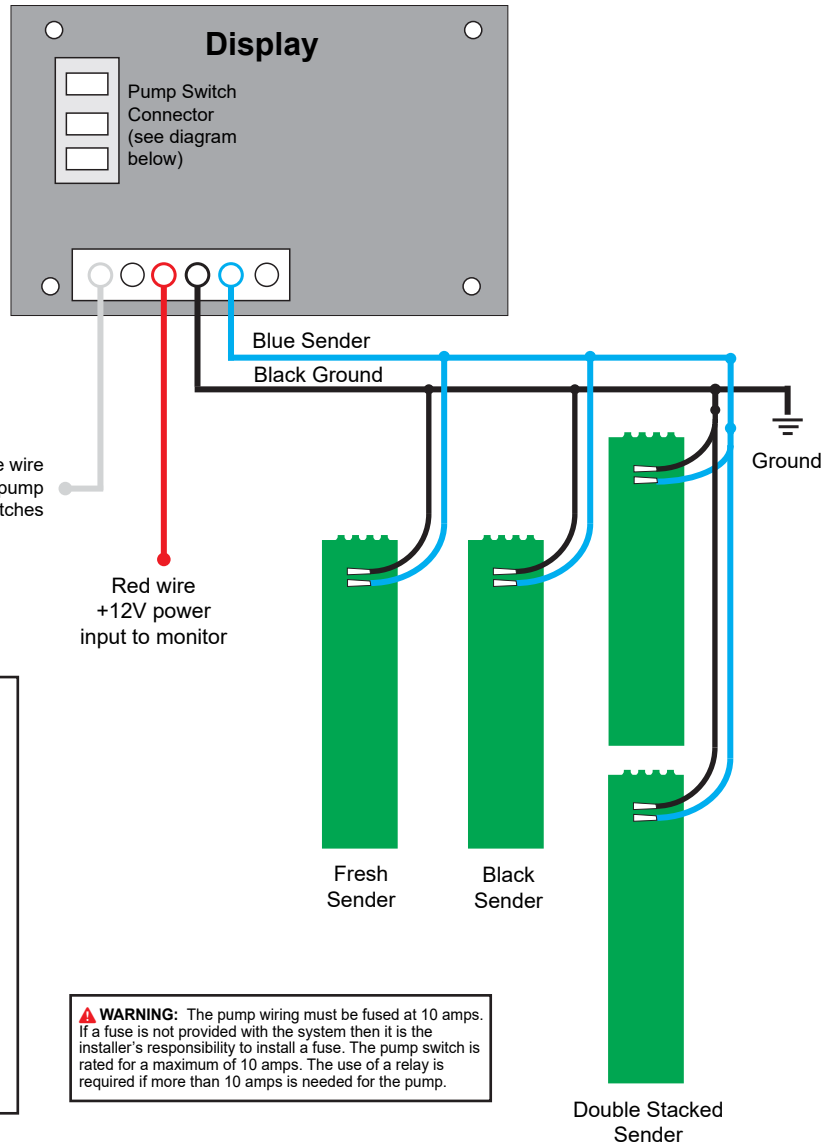 Display
Pump Switch
Connector
(see diagram
below)
Blue Sender
Black Ground
Ground
wire
pump
Red wire
+12V power
input to monitor
Fresh
Sender
Black
Sender
⚠ WARNING: The pump wiring must be fused at 10 amps.
If a fuse is not provided with the system then it is the
installer's responsibility to install a fuse. The pump switch is
rated for a maximum of 10 amps. The use of a relay is
required if more than 10 amps is needed for the pump.
Double Stacked
Sender